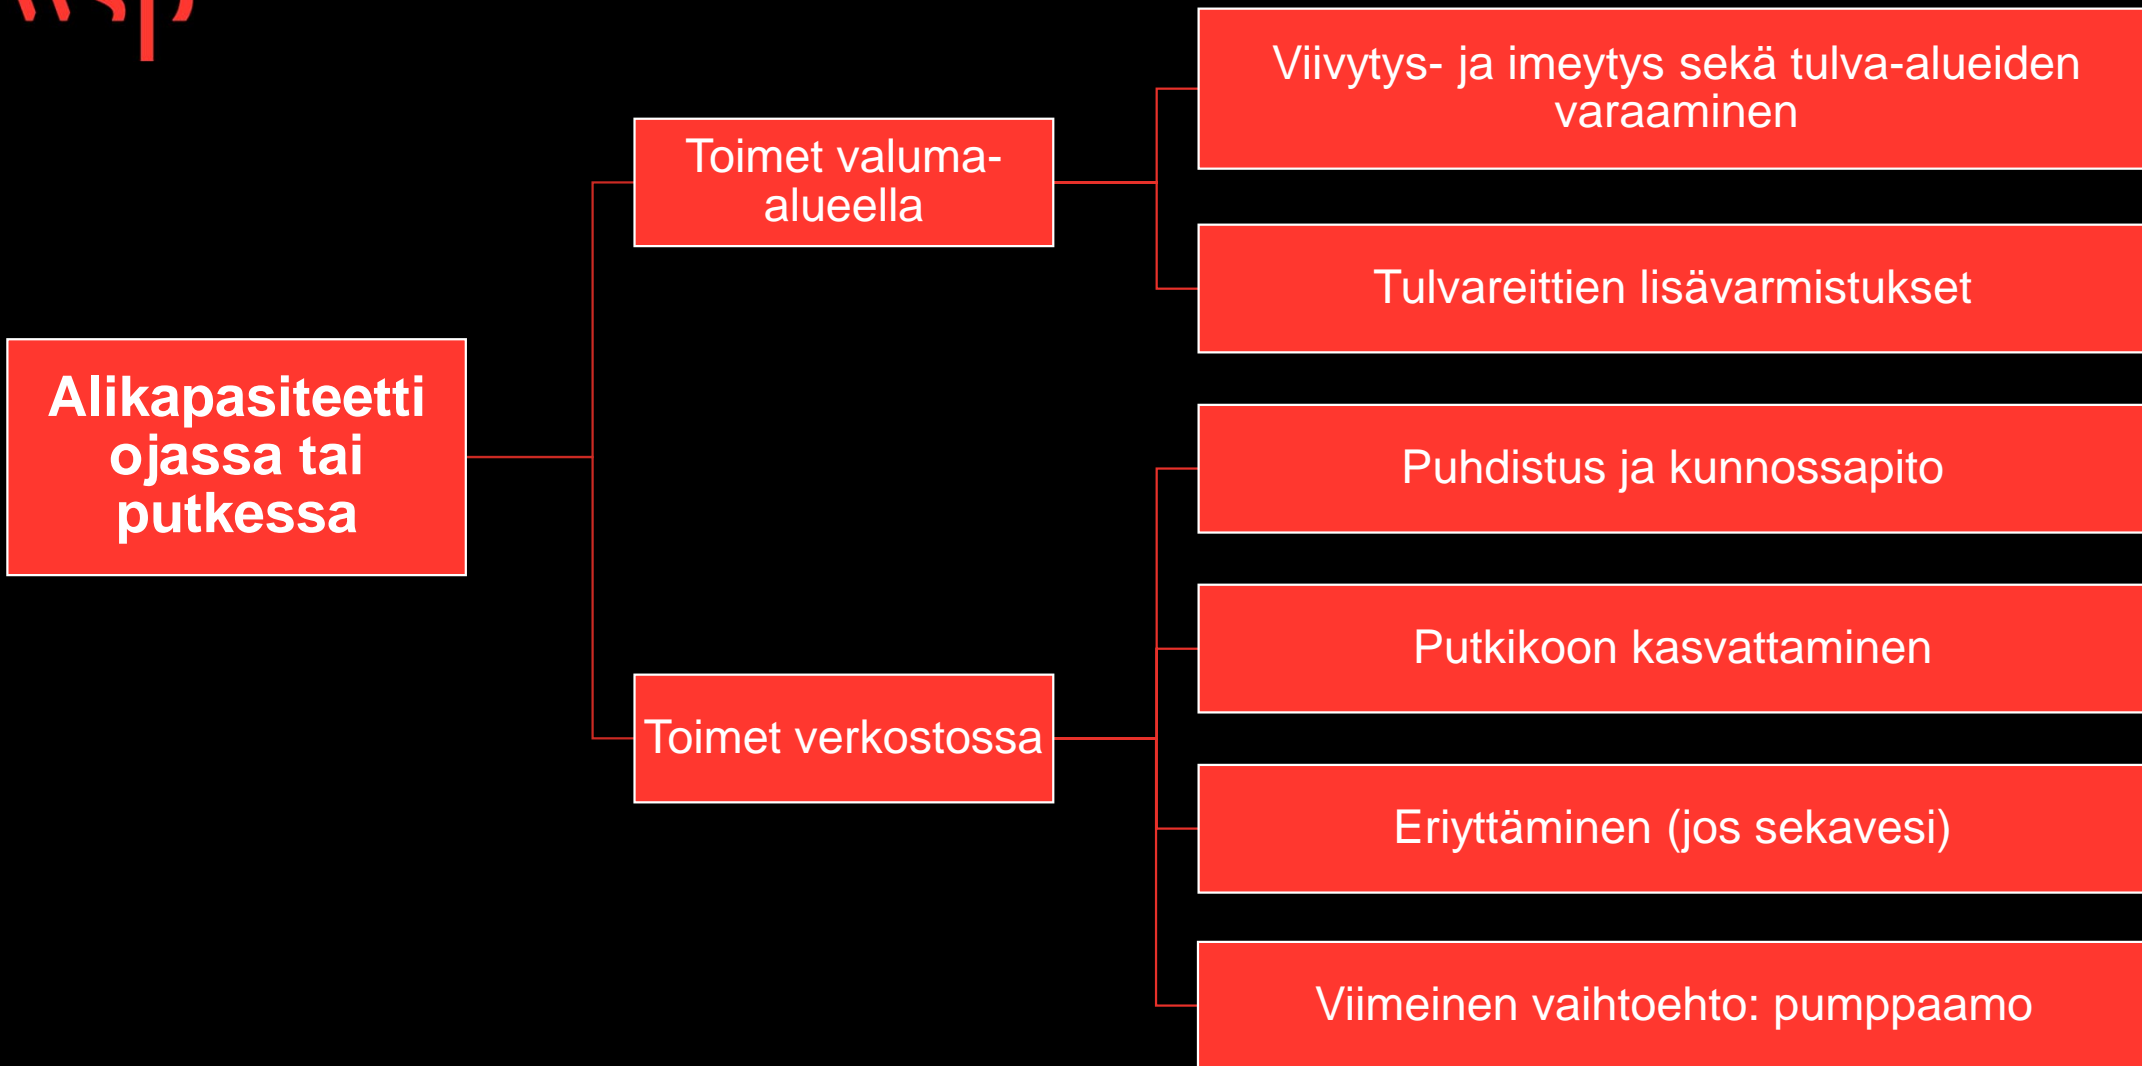 Alikapasiteetti
ojassa tai
putkessa
Toimet valuma-
alueella
Viivytys- ja imeytys sekä tulva-alueiden
varaaminen
Tulvareittien lisävarmistukset
Toimet verkostossa
Puhdistus ja kunnossapito
Putkikoon kasvattaminen
Eriyttäminen (jos sekavesi)
Viimeinen vaihtoehto: pumppaamo